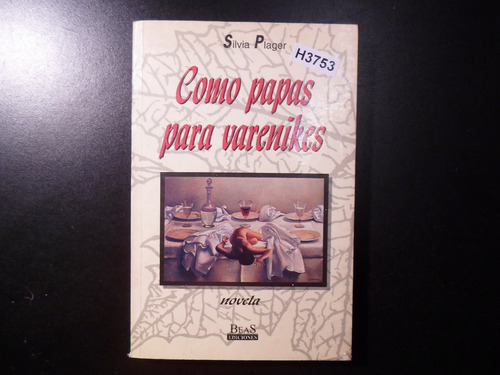 Silvia Plager
H3753
Como papas
para varenikes
novela
BEAS
EDICIONES